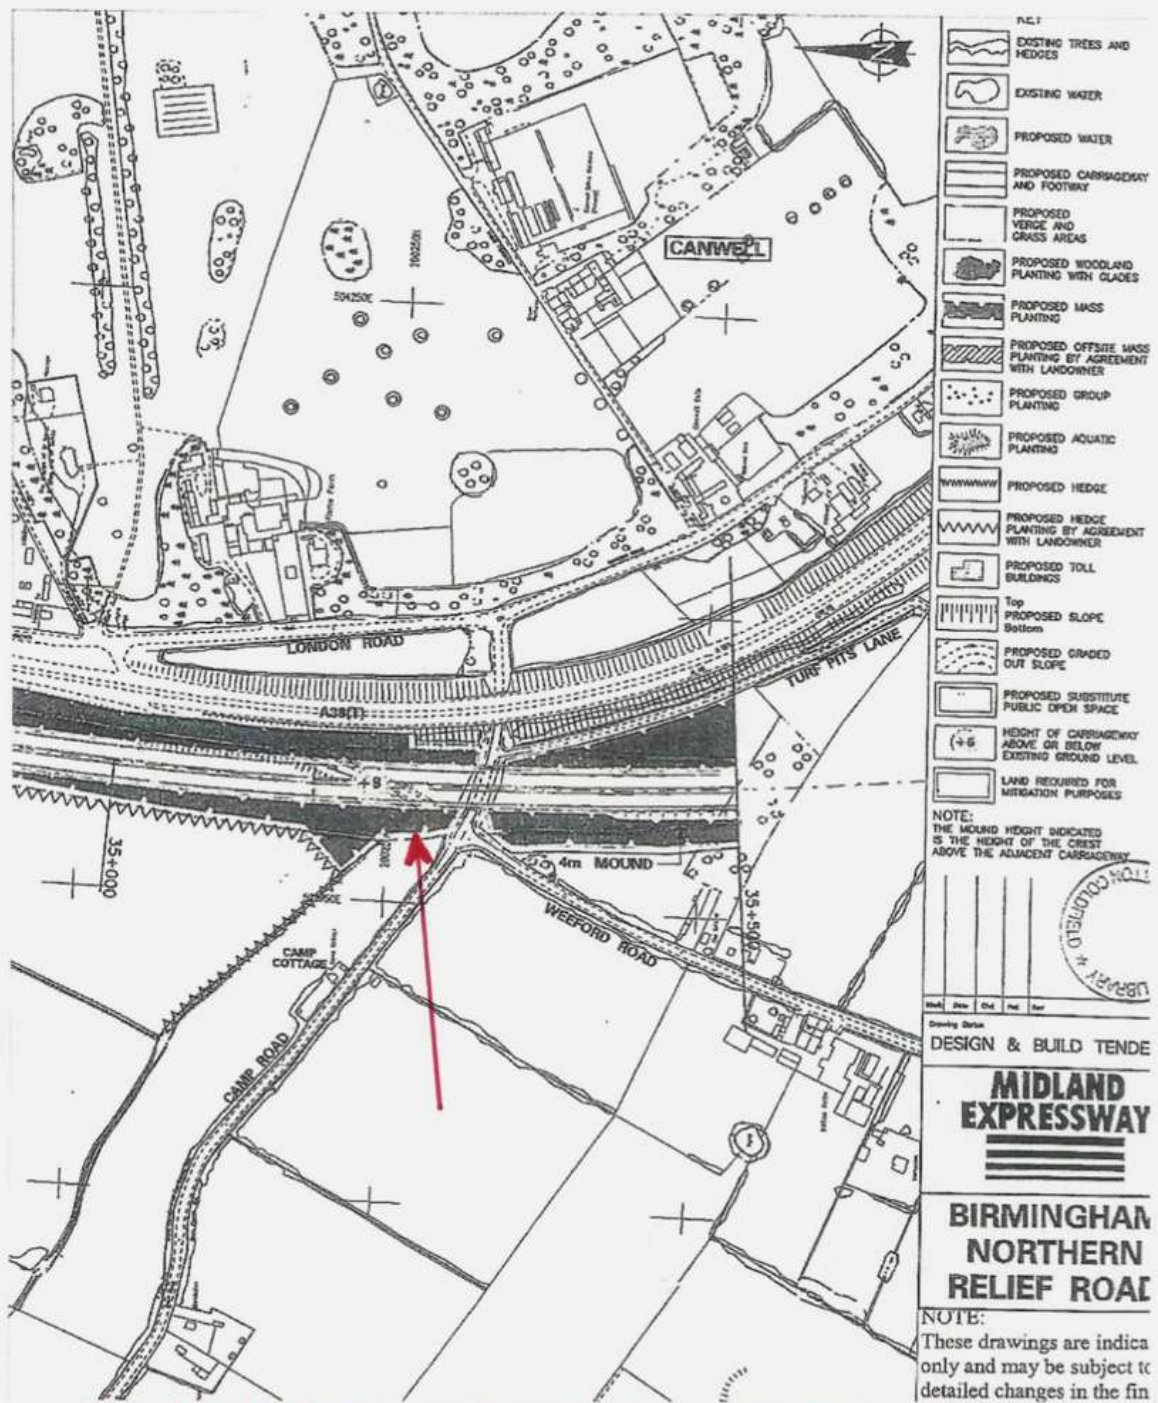 KEY
EXISTING TREES AND
HEDGES
EXISTING WATER
PROPOSED WATER
PROPOSED CARRIAGEWAY
AND FOOTWAY
PROPOSED
VERGE AND
GRASS AREAS
PROPOSED WOODLAND
PLANTING WITH GLADES
PROPOSED MASS
PLANTING
PROPOSED OFFSITE MASS
PLANTING BY AGREEMENT
WITH LANDOWNER
PROPOSED GROUP
PLANTING
PROPOSED AQUATIC
PLANTING
PROPOSED HEDGE
PROPOSED HEDGE
PLANTING BY AGREEMENT
WITH LANDOWNER
PROPOSED TOLL
BUILDINGS
Top
PROPOSED SLOPE
Bottom
PROPOSED GRADED
OUT SLOPE
PROPOSED SUBSTITUTE
PUBLIC OPEN SPACE
(+6
HEIGHT OF CARRIAGEWAY
ABOVE OR BELOW
EXISTING GROUND LEVEL
LAND REQUIRED FOR
MITIGATION PURPOSES
NOTE:
THE MOUND HEIGHT INDICATED
IS THE HEIGHT OF THE CREST
ABOVE THE ADJACENT CARRIAGEWAY
TTON COLDFIELD
LIBRARY
Drawing Status
DESIGN & BUILD TENDE
MIDLAND
EXPRESSWAY
BIRMINGHAM
NORTHERN
RELIEF ROAD
NOTE:
These drawings are indica
only and may be subject to
detailed changes in the fin
N
CANWELL
LONDON ROAD
A38(T)
TURF PITS LANE
35+000
4m MOUND
35+500
WEEFORD ROAD
CAMP
COTTAGE
CAMP ROAD